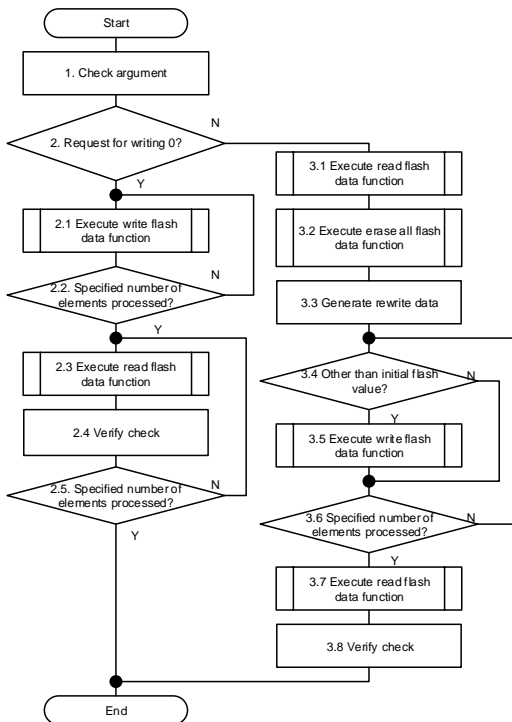 Start
1. Check argument
2. Request for writing 0?
N
Y
2.1 Execute write flash
data function
2.2. Specified number of
elements processed?
N
Y
2.3 Execute read flash
data function
2.4 Verify check
2.5. Specified number of
elements processed?
N
Y
3.1 Execute read flash
data function
3.2 Execute erase all flash
data function
3.3 Generate rewrite data
3.4 Other than initial flash
value?
N
Y
3.5 Execute write flash
data function
3.6 Specified number of
elements processed?
N
Y
3.7 Execute read flash
data function
3.8 Verify check
End